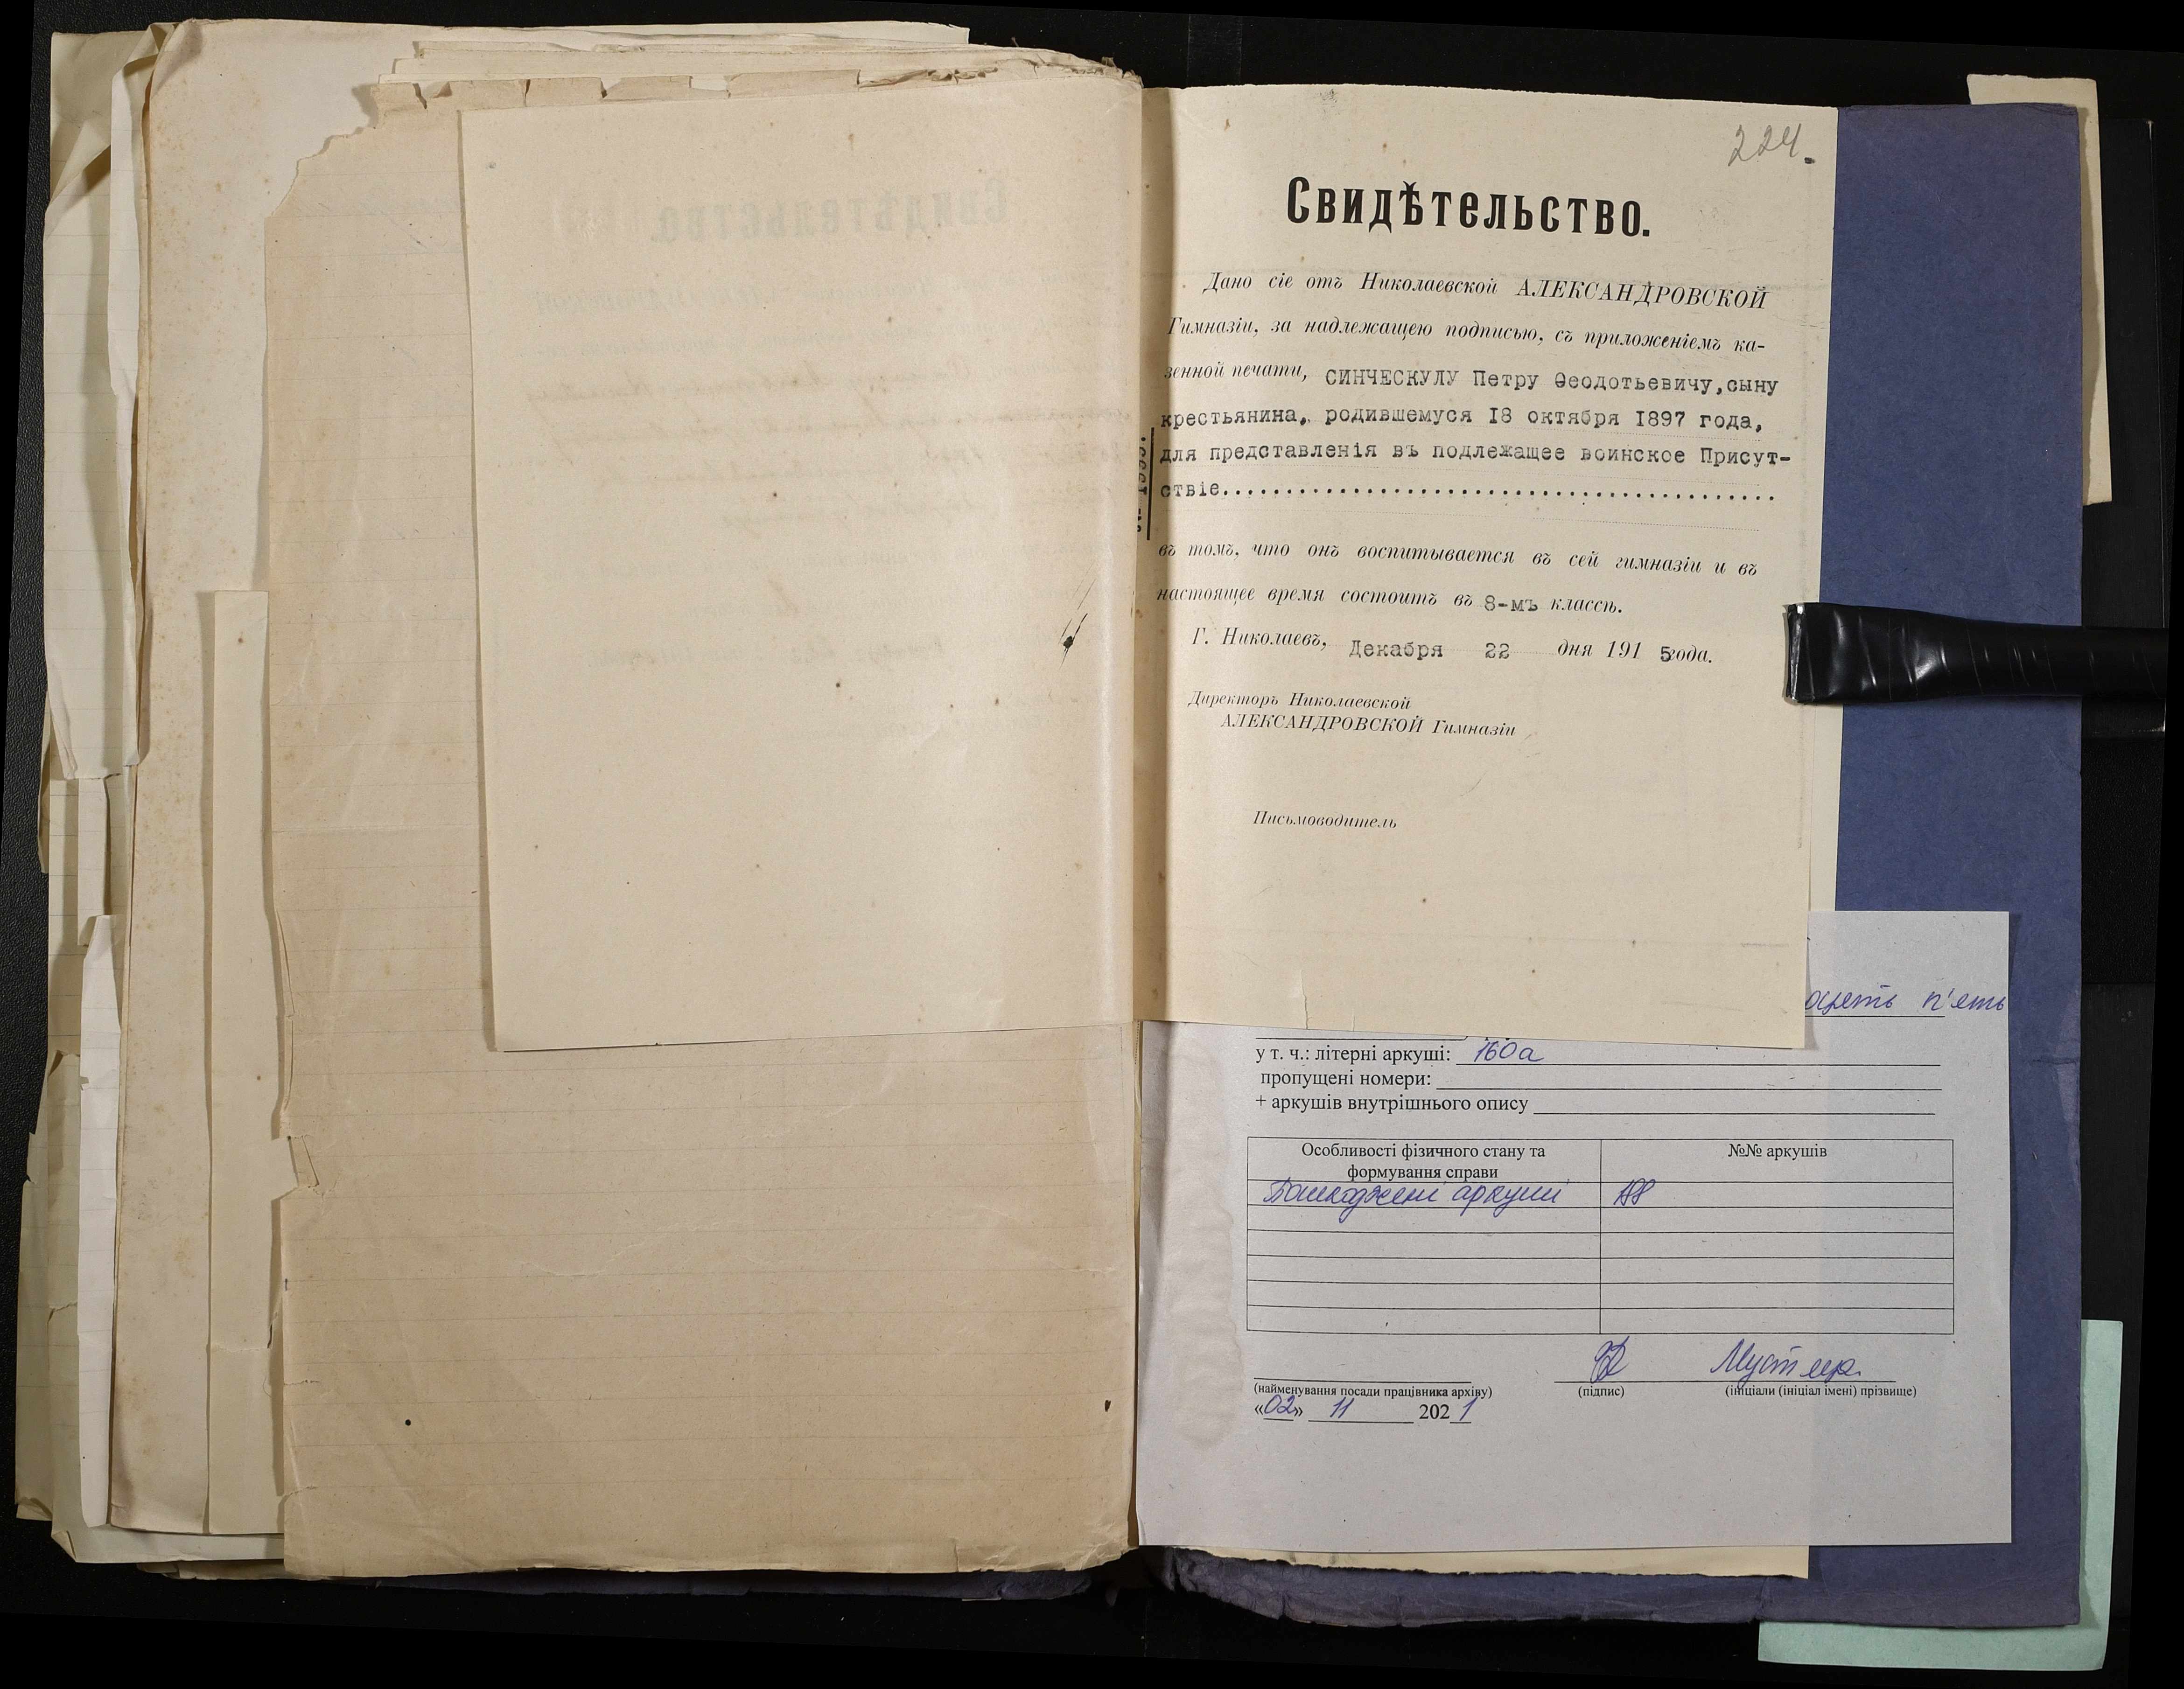 224.
Свидѣтельство.
Дано сіе отъ Николаевской АЛЕКСАНДРОВСКОЙ
Гимназіи, за надлежащею подписью, съ приложеніемъ ка-
зенной печати, СИНЧЕСКУЛУ Петру Ѳеодотьевичу,сыну
крестьянина, родившемуся 18 октября 1897 года,
для представленія въ подлежащее воинское Присут-
ствіе............................................
въ томъ, что онъ воспитывается въ сей гимназіи и въ
настоящее время состоитъ въ 8-мъ классѣ.
Г. Николаевъ, Декабря 22 дня 1915 года.
Директоръ Николаевской
АЛЕКСАНДРОВСКОЙ Гимназіи
Письмоводитель
п'ять
у т. ч.: літерні аркуші: 160а
пропущені номери:
+ аркушів внутрішнього опису
Особливості фізичного стану та формування справи
№№ аркушів
Пошкоджені аркуші 188
(найменування посади працівника архіву) (підпис) (ініціали (ініціал імені) прізвище)
«02» 11 2021